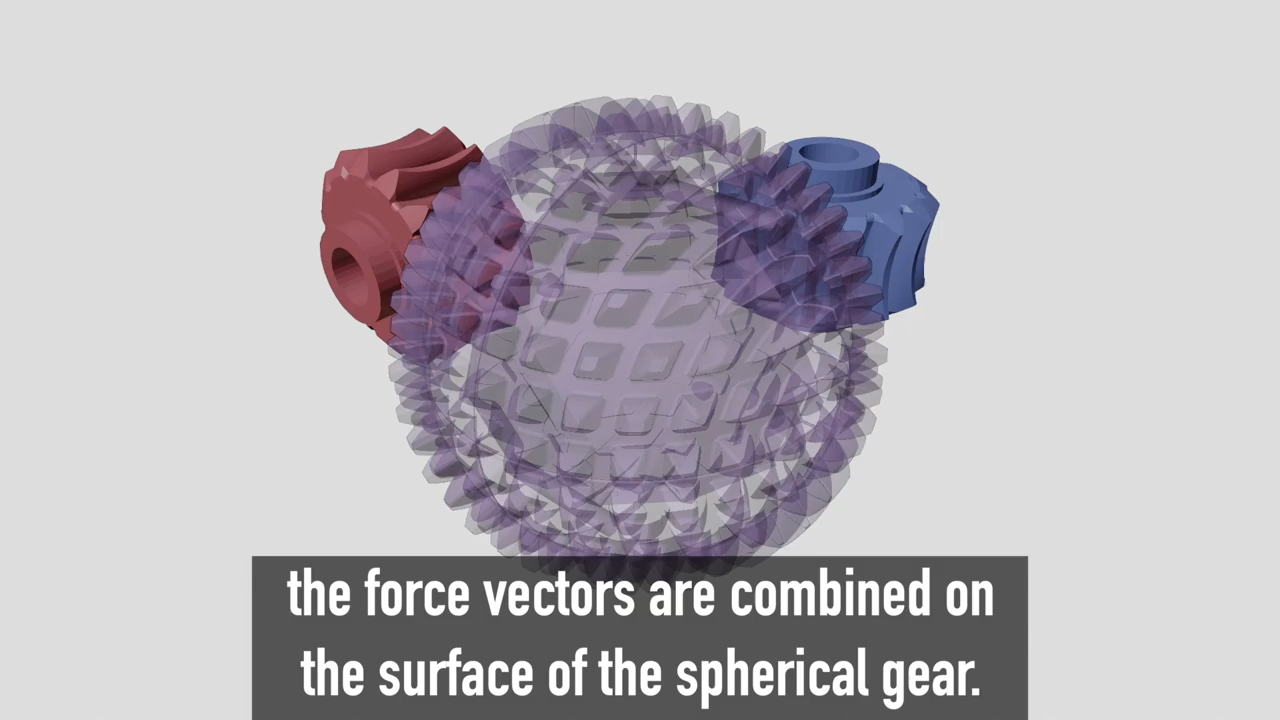 the force vectors are combined on
the surface of the spherical gear.